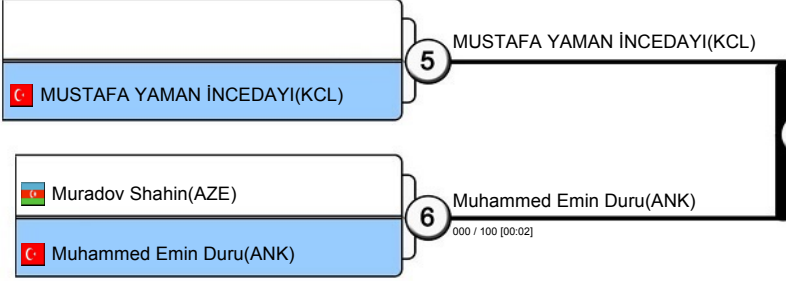 MUSTAFA YAMAN İNCEDAYI(KCL)
5
MUSTAFA YAMAN İNCEDAYI(KCL)
Muradov Shahin(AZE)
6
Muhammed Emin Duru(ANK)
000 / 100 [00:02]
Muhammed Emin Duru(ANK)